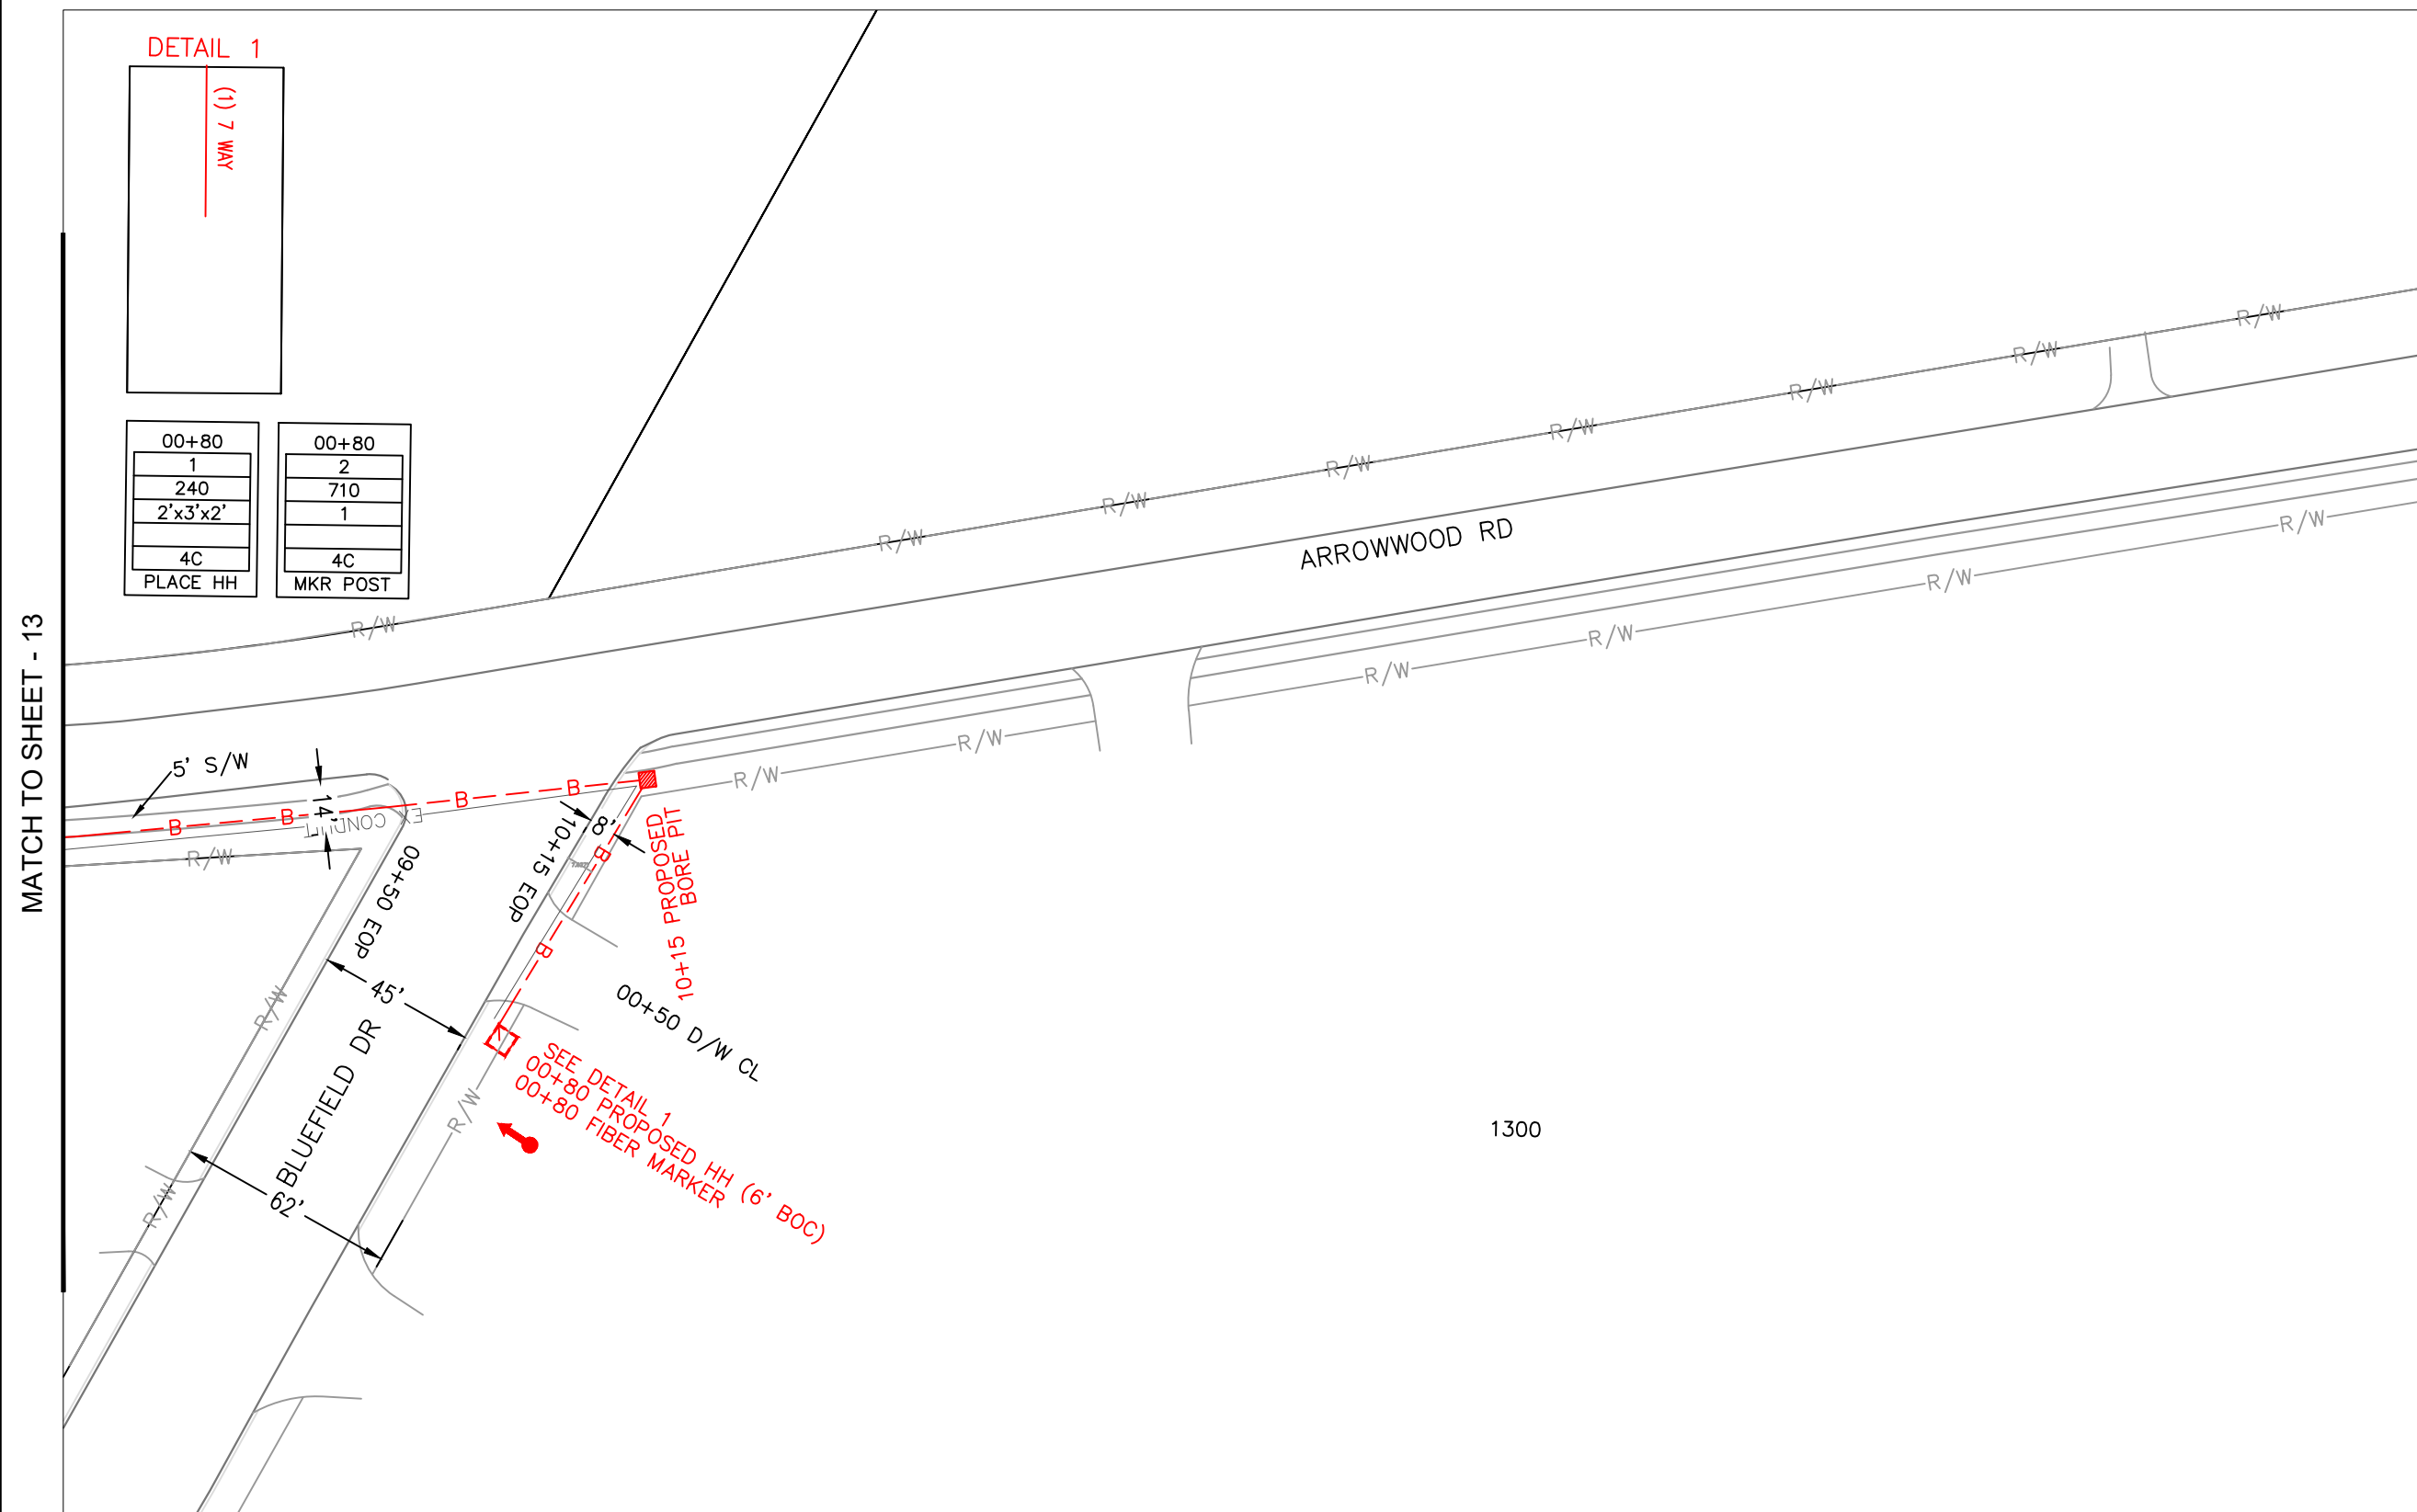 DETAIL 1
(1) 7 WAY
00+80
1
240
2'x3'x2'
4C
PLACE HH
00+80
2
710
1
4C
MKR POST
MATCH TO SHEET - 13
R/W
R/W
R/W
R/W
R/W
R/W
R/W
R/W
ARROWWOOD RD
R/W
R/W
R/W
R/W
R/W
R/W
5' S/W
14'
B
B
B
B
EX CONDUIT
R/W
09+50 EOP
10+15 EOP
8'
B
B
10+15 PROPOSED
BORE PIT
45'
R/W
BLUEFIELD DR
00+50 D/W CL
SEE DETAIL 1
00+80 PROPOSED HH (6' BOC)
00+80 FIBER MARKER
R/W
R/W
62'
1300